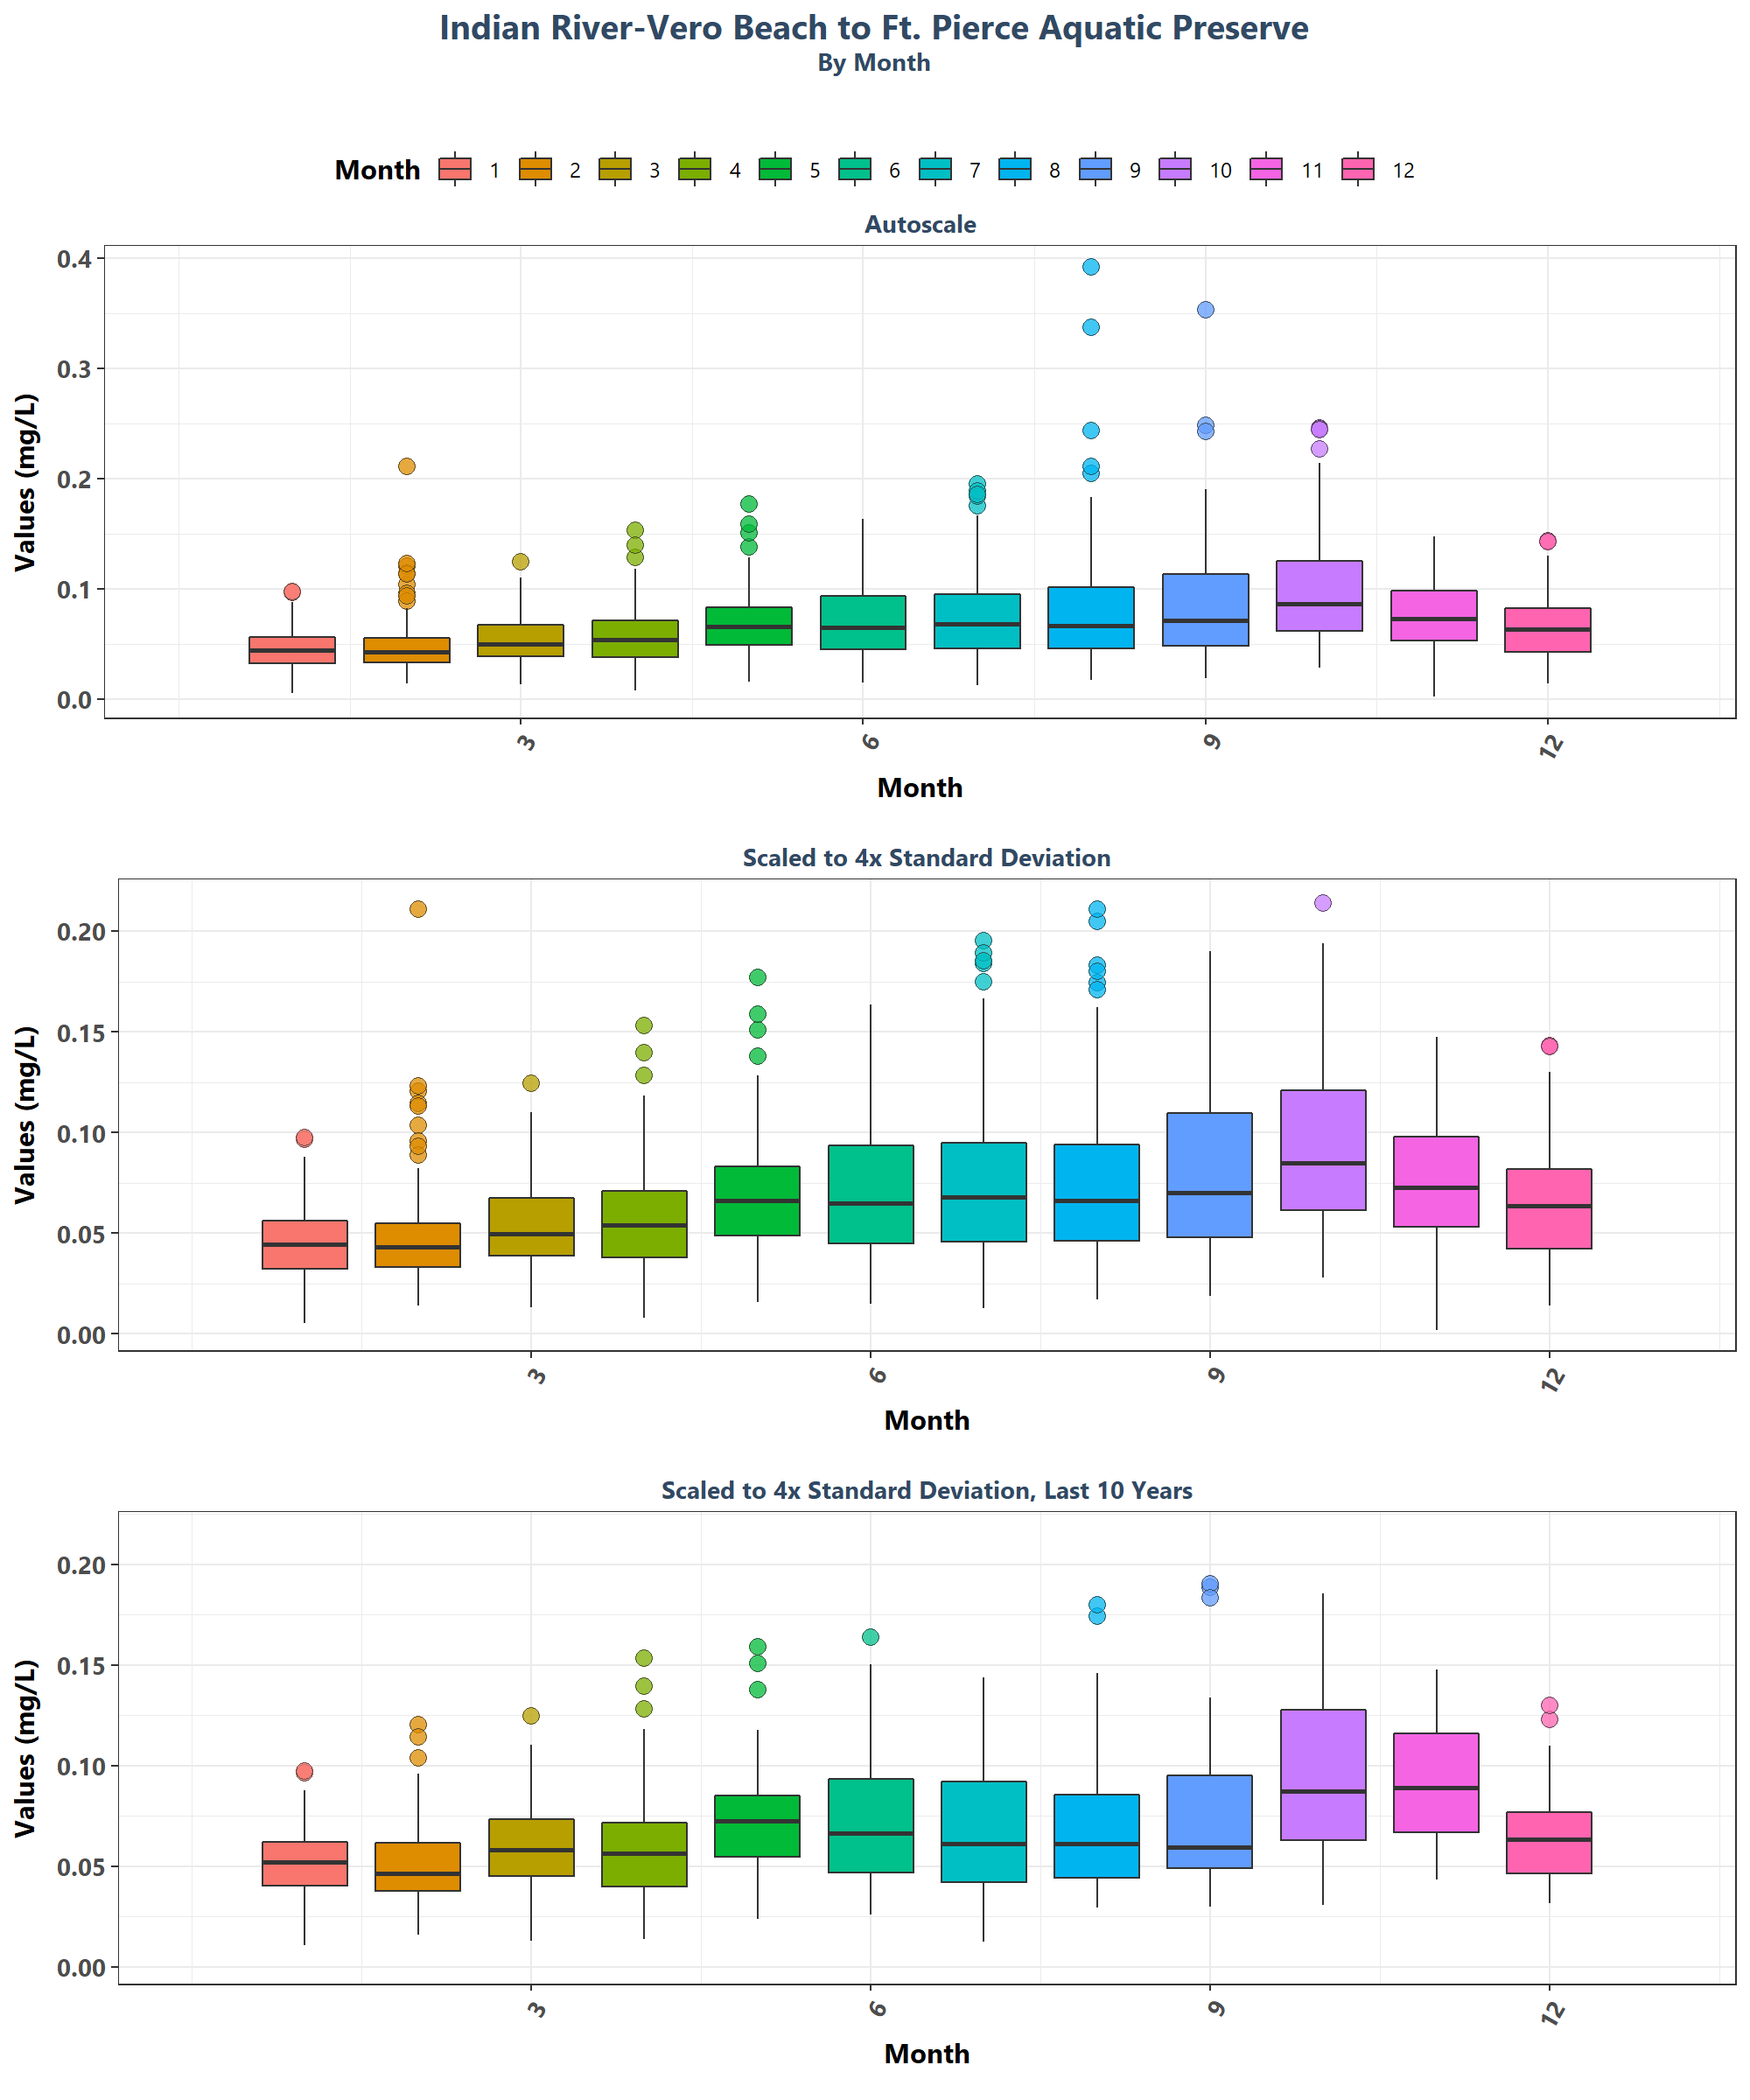 Indian River-Vero Beach to Ft. Pierce Aquatic Preserve
By Month
Month 1 2 3 4 5 6 7 8 9 10 11 12
Autoscale
Values (mg/L)
0.4
0.3
0.2
0.1
0.0
3 6 9 12
Month
Scaled to 4x Standard Deviation
Values (mg/L)
0.20
0.15
0.10
0.05
0.00
3 6 9 12
Month
Scaled to 4x Standard Deviation, Last 10 Years
Values (mg/L)
0.20
0.15
0.10
0.05
0.00
3 6 9 12
Month